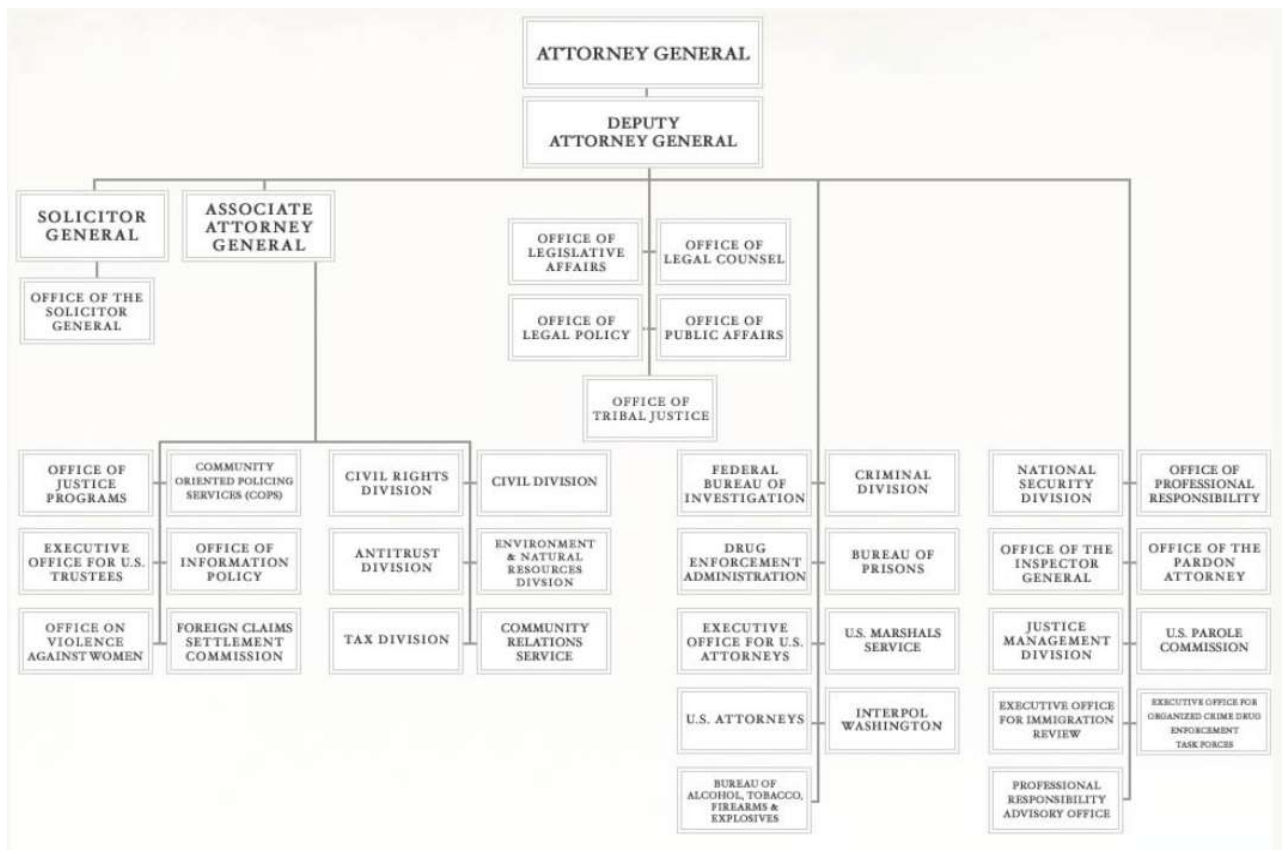 ATTORNEY GENERAL
DEPUTY
ATTORNEY GENERAL
SOLICITOR
GENERAL
ASSOCIATE
ATTORNEY
GENERAL
OFFICE OF THE
SOLICITOR
GENERAL
OFFICE OF
LEGISLATIVE
AFFAIRS
OFFICE OF
LEGAL COUNSEL
OFFICE OF
LEGAL POLICY
OFFICE OF
PUBLIC AFFAIRS
OFFICE OF
TRIBAL JUSTICE
OFFICE OF
JUSTICE
PROGRAMS
COMMUNITY
ORIENTED POLICING
SERVICES (COPS)
CIVIL RIGHTS
DIVISION
CIVIL DIVISION
FEDERAL
BUREAU OF
INVESTIGATION
CRIMINAL
DIVISION
NATIONAL
SECURITY
DIVISION
OFFICE OF
PROFESSIONAL
RESPONSIBILITY
EXECUTIVE
OFFICE FOR U.S.
TRUSTEES
OFFICE OF
INFORMATION
POLICY
ANTITRUST
DIVISION
ENVIRONMENT
& NATURAL
RESOURCES
DIVSION
DRUG
ENFORCEMENT
ADMINISTRATION
BUREAU OF
PRISONS
OFFICE OF THE
INSPECTOR
GENERAL
OFFICE OF
THE PARDON
ATTORNEY
OFFICE ON
VIOLENCE
AGAINST WOMEN
FOREIGN CLAIMS
SETTLEMENT
COMMISSION
TAX DIVISION
COMMUNITY
RELATIONS
SERVICE
EXECUTIVE
OFFICE FOR U.S.
ATTORNEYS
U.S. MARSHALS
SERVICE
JUSTICE
MANAGEMENT
DIVISION
U.S. PAROLE
COMMISSION
U.S. ATTORNEYS
INTERPOL
WASHINGTON
EXECUTIVE OFFICE
FOR IMMIGRATION
REVIEW
EXECUTIVE OFFICE FOR
ORGANIZED CRIME DRUG
ENFORCEMENT
TASK FORCES
BUREAU OF
ALCOHOL, TOBACCO,
FIREARMS &
EXPLOSIVES
PROFESSIONAL
RESPONSIBILITY
ADVISORY OFFICE